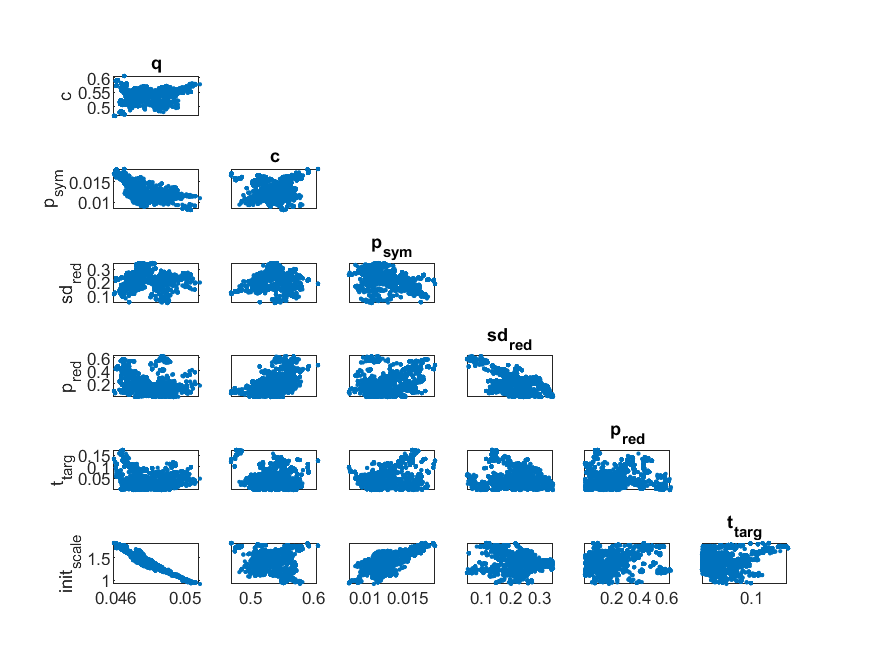 q
0.6
0.55
0.5
c
c
0.015
0.01
p_sym
p_sym
0.3
0.2
0.1
sd_red
sd_red
0.6
0.4
0.2
p_red
p_red
0.15
0.1
0.05
t_targ
t_targ
1.5
1
init_scale
0.046 0.05 0.5 0.6 0.01 0.015 0.1 0.2 0.3 0.2 0.4 0.6 0.1